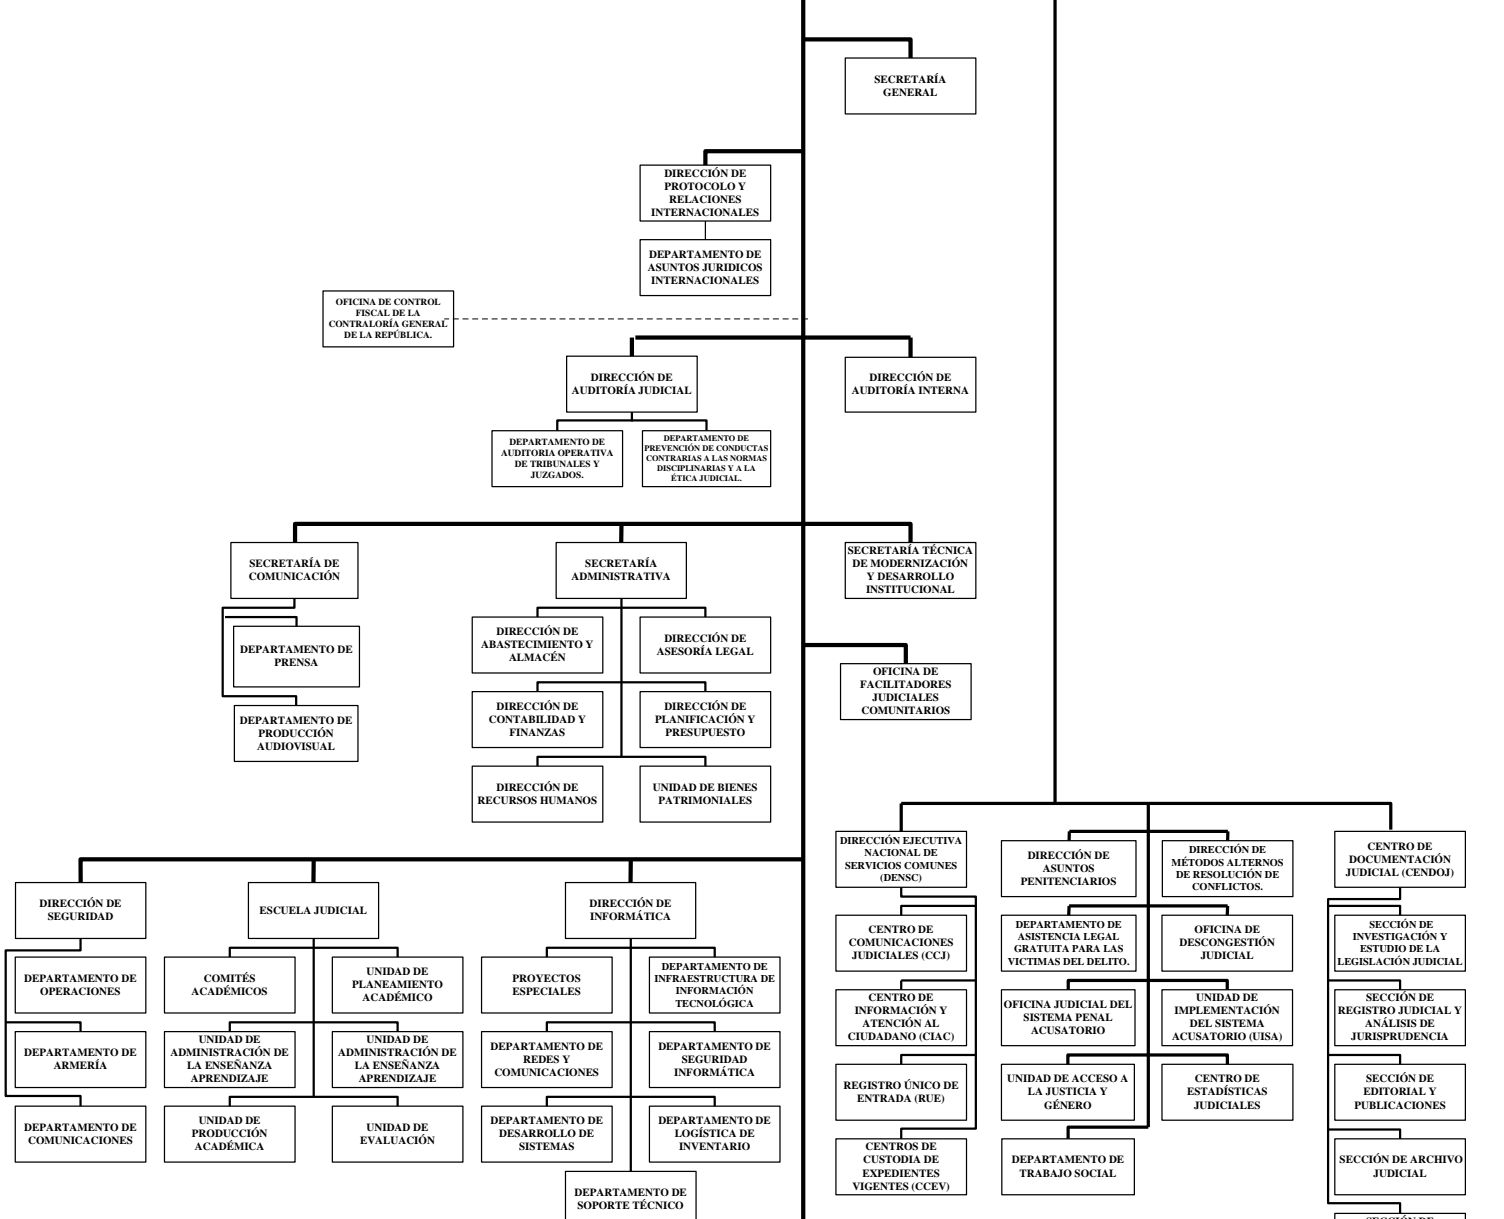 SECRETARÍA
GENERAL
DIRECCIÓN DE
PROTOCOLO Y
RELACIONES
INTERNACIONALES
DEPARTAMENTO DE
ASUNTOS JURIDICOS
INTERNACIONALES
OFICINA DE CONTROL
FISCAL DE LA
CONTRALORÍA GENERAL
DE LA REPÚBLICA.
DIRECCIÓN DE
AUDITORÍA JUDICIAL
DIRECCIÓN DE
AUDITORÍA INTERNA
DEPARTAMENTO DE
AUDITORIA OPERATIVA
DE TRIBUNALES Y
JUZGADOS.
DEPARTAMENTO DE
PREVENCIÓN DE CONDUCTAS
CONTRARIAS A LAS NORMAS
DISCIPLINARIAS Y A LA
ÉTICA JUDICIAL.
SECRETARÍA DE
COMUNICACIÓN
SECRETARÍA
ADMINISTRATIVA
SECRETARÍA TÉCNICA
DE MODERNIZACIÓN
Y DESARROLLO
INSTITUCIONAL
DEPARTAMENTO DE
PRENSA
DEPARTAMENTO DE
PRODUCCIÓN
AUDIOVISUAL
DIRECCIÓN DE
ABASTECIMIENTO Y
ALMACÉN
DIRECCIÓN DE
ASESORÍA LEGAL
DIRECCIÓN DE
CONTABILIDAD Y
FINANZAS
DIRECCIÓN DE
PLANIFICACIÓN Y
PRESUPUESTO
DIRECCIÓN DE
RECURSOS HUMANOS
UNIDAD DE BIENES
PATRIMONIALES
OFICINA DE
FACILITADORES
JUDICIALES
COMUNITARIOS
DIRECCIÓN DE
SEGURIDAD
DEPARTAMENTO DE
OPERACIONES
DEPARTAMENTO DE
ARMERÍA
DEPARTAMENTO DE
COMUNICACIONES
ESCUELA JUDICIAL
COMITÉS
ACADÉMICOS
UNIDAD DE
PLANEAMIENTO
ACADÉMICO
UNIDAD DE
ADMINISTRACIÓN DE
LA ENSEÑANZA
APRENDIZAJE
UNIDAD DE
ADMINISTRACIÓN DE
LA ENSEÑANZA
APRENDIZAJE
UNIDAD DE
PRODUCCIÓN
ACADÉMICA
UNIDAD DE
EVALUACIÓN
DIRECCIÓN DE
INFORMÁTICA
PROYECTOS
ESPECIALES
DEPARTAMENTO DE
INFRAESTRUCTURA DE
INFORMACIÓN
TECNOLÓGICA
DEPARTAMENTO DE
REDES Y
COMUNICACIONES
DEPARTAMENTO DE
SEGURIDAD
INFORMÁTICA
DEPARTAMENTO DE
DESARROLLO DE
SISTEMAS
DEPARTAMENTO DE
LOGÍSTICA DE
INVENTARIO
DEPARTAMENTO DE
SOPORTE TÉCNICO
DIRECCIÓN EJECUTIVA
NACIONAL DE
SERVICIOS COMUNES
(DENSC)
CENTRO DE
COMUNICACIONES
JUDICIALES (CCJ)
CENTRO DE
INFORMACIÓN Y
ATENCIÓN AL
CIUDADANO (CIAC)
REGISTRO ÚNICO DE
ENTRADA (RUE)
CENTROS DE
CUSTODIA DE
EXPEDIENTES
VIGENTES (CCEV)
DIRECCIÓN DE
ASUNTOS
PENITENCIARIOS
DIRECCIÓN DE
MÉTODOS ALTERNOS
DE RESOLUCIÓN DE
CONFLICTOS.
DEPARTAMENTO DE
ASISTENCIA LEGAL
GRATUITA PARA LAS
VICTIMAS DEL DELITO.
OFICINA DE
DESCONGESTIÓN
JUDICIAL
OFICINA JUDICIAL DEL
SISTEMA PENAL
ACUSATORIO
UNIDAD DE
IMPLEMENTACIÓN
DEL SISTEMA
ACUSATORIO (UISA)
UNIDAD DE ACCESO A
LA JUSTICIA Y
GÉNERO
CENTRO DE
ESTADÍSTICAS
JUDICIALES
DEPARTAMENTO DE
TRABAJO SOCIAL
CENTRO DE
DOCUMENTACIÓN
JUDICIAL (CENDOJ)
SECCIÓN DE
INVESTIGACIÓN Y
ESTUDIO DE LA
LEGISLACIÓN JUDICIAL
SECCIÓN DE
REGISTRO JUDICIAL Y
ANÁLISIS DE
JURISPRUDENCIA
SECCIÓN DE
EDITORIAL Y
PUBLICACIONES
SECCIÓN DE ARCHIVO
JUDICIAL